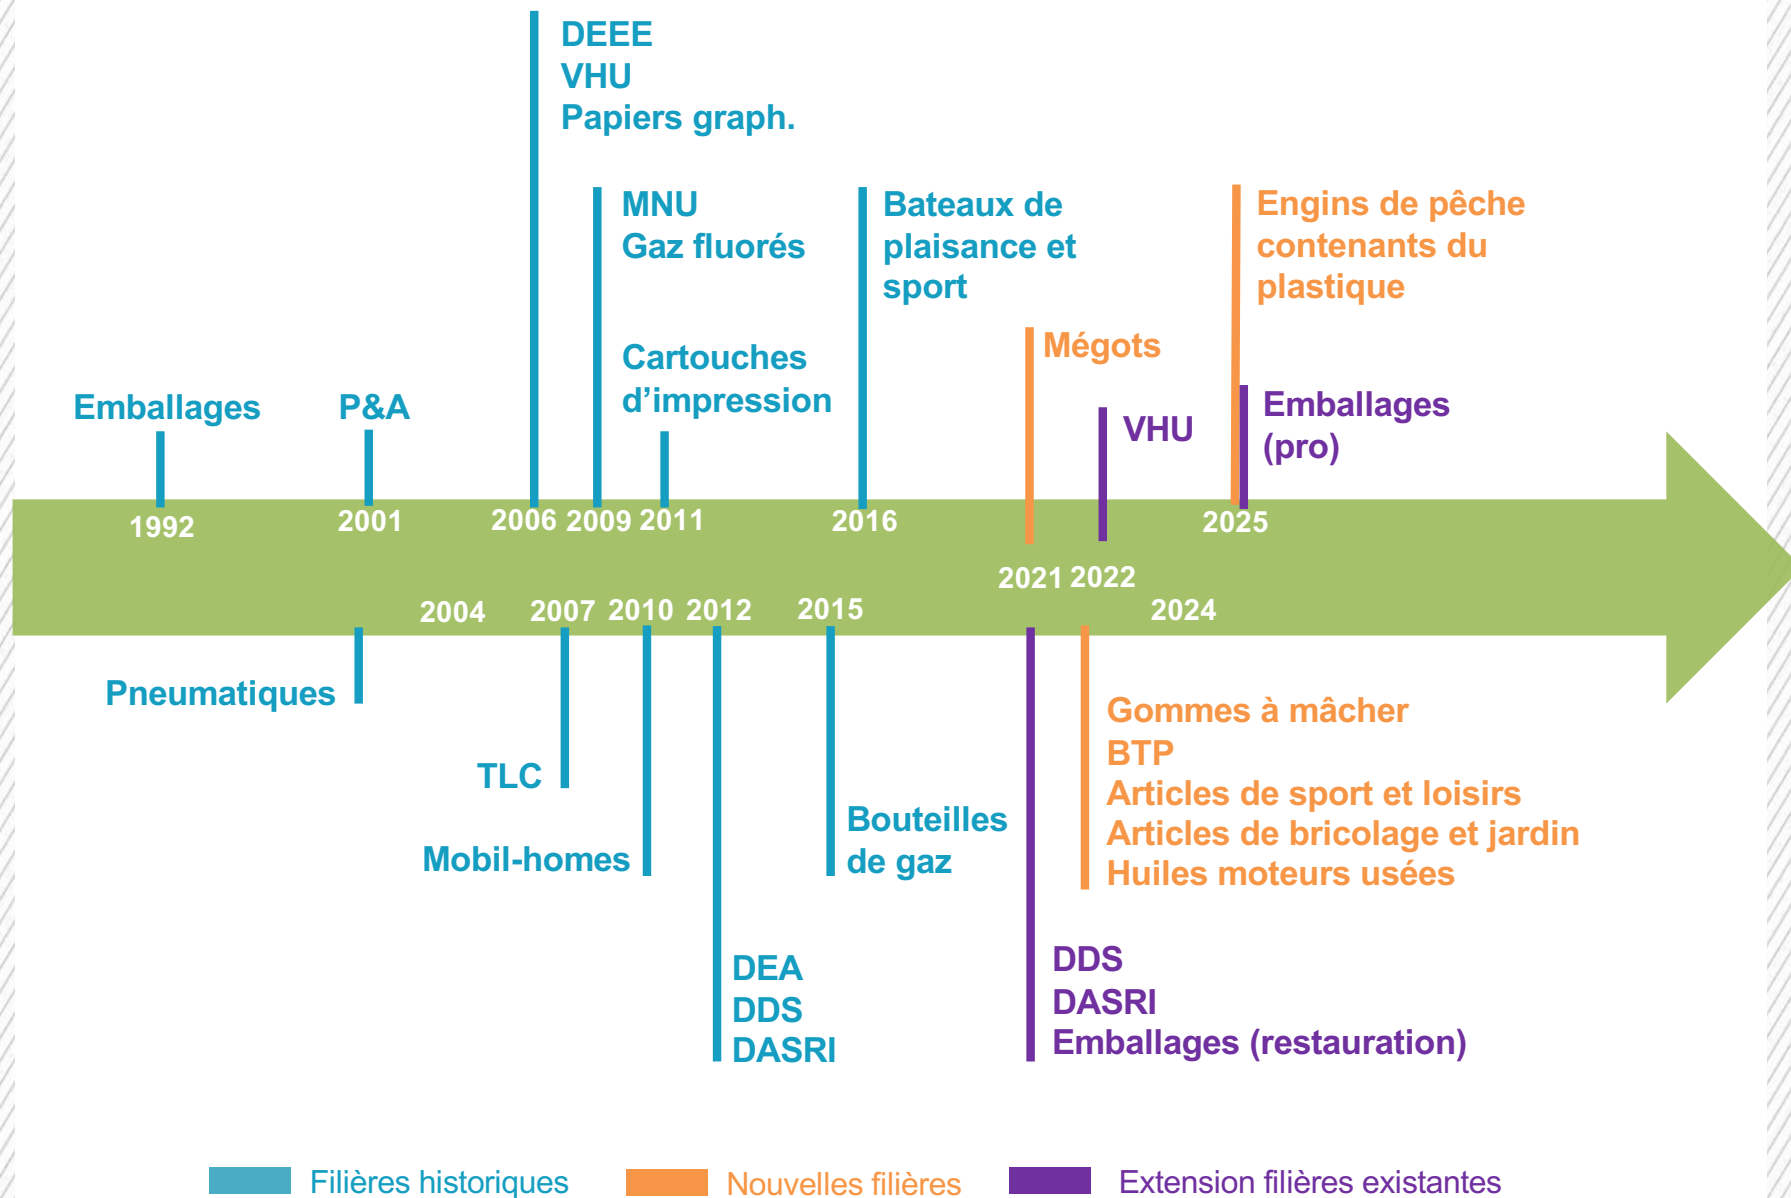 DEEE
VHU
Papiers graph.
MNU
Gaz fluorés
Bateaux de
plaisance et
sport
Engins de pêche
contenants du
plastique
Mégots
Cartouches
d’impression
Emballages
P&A
VHU
Emballages
(pro)
1992
2001
2006
2009
2011
2016
2025
2021
2022
2004
2007
2010
2012
2015
2024
Pneumatiques
TLC
Mobil-homes
Bouteilles
de gaz
Gommes à mâcher
BTP
Articles de sport et loisirs
Articles de bricolage et jardin
Huiles moteurs usées
DEA
DDS
DASRI
DDS
DASRI
Emballages (restauration)
Filières historiques
Nouvelles filières
Extension filières existantes